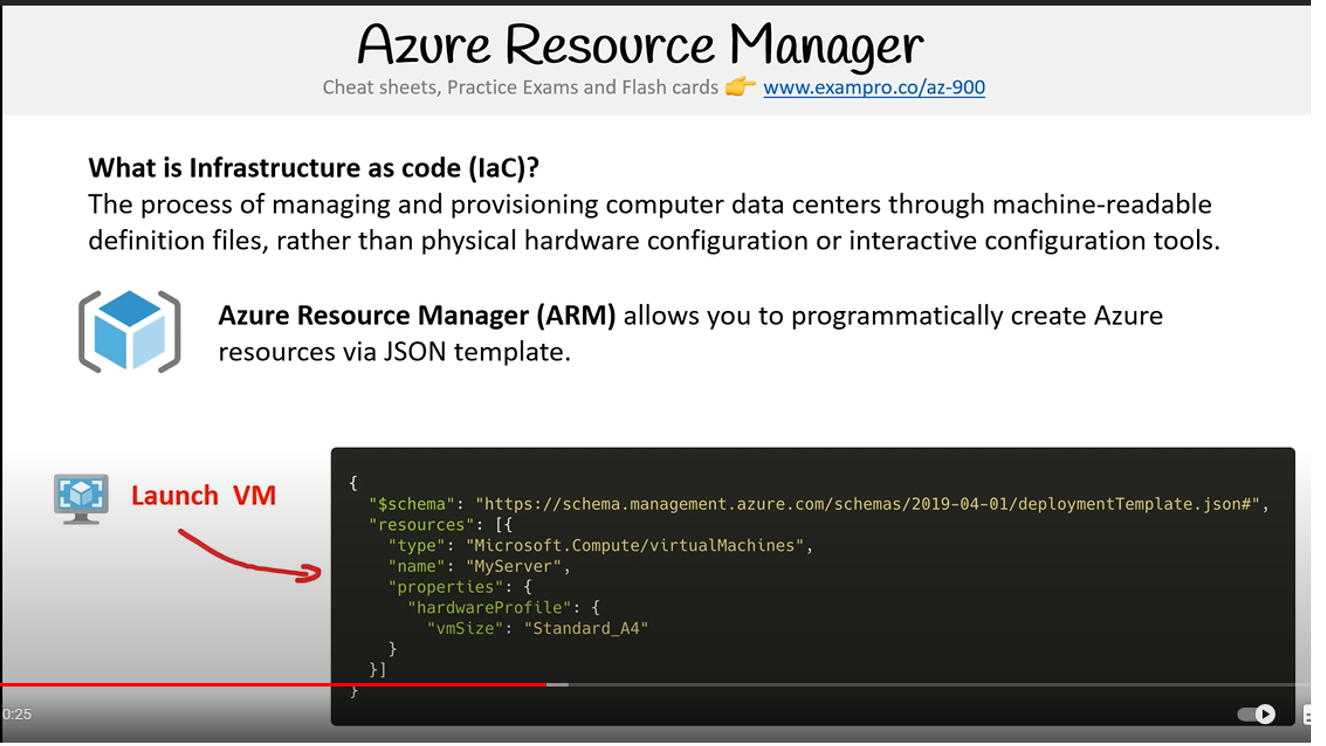 Azure Resource Manager
Cheat sheets, Practice Exams and Flash cards 👉 www.exampro.co/az-900
What is Infrastructure as code (IaC)?
The process of managing and provisioning computer data centers through machine-readable
definition files, rather than physical hardware configuration or interactive configuration tools.
Azure Resource Manager (ARM) allows you to programmatically create Azure
resources via JSON template.
Launch VM
{
  "$schema": "https://schema.management.azure.com/schemas/2019-04-01/deploymentTemplate.json#",
  "resources": [{
    "type": "Microsoft.Compute/virtualMachines",
    "name": "MyServer",
    "properties": {
      "hardwareProfile": {
        "vmSize": "Standard_A4"
    }
  }]
}
0:25